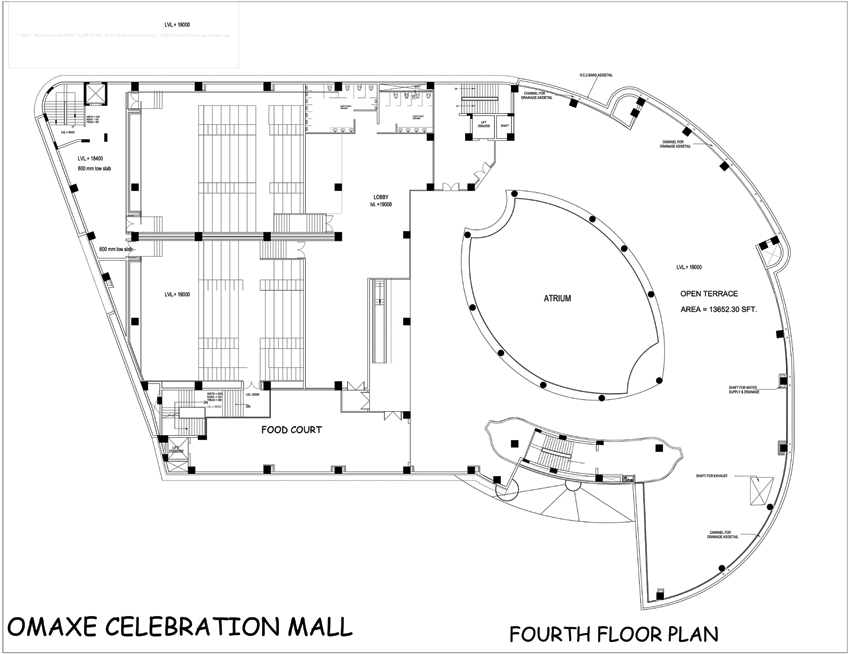 LVL.+ 19000
R.C.C BAND AS/DETAIL
CHANNEL FOR
DRAINAGE AS/DETAIL
LIFT
SHAFT
CHANNEL FOR
DRAINAGE AS/DETAIL
LVL.+ 18400
600 mm low slab
LOBBY
M. +19000
600 mm low slab
LVL.+ 19000
LVL.+ 19000
ATRIUM
OPEN TERRACE
AREA = 13652.30 SFT.
SHAFT FOR WATER
SUPPLY & DRAINAGE
DN
DN
FOOD COURT
LIFT
SHAFT FOR EXHAUST
CHANNEL FOR
DRAINAGE AS/DETAIL
OMAXE CELEBRATION MALL
FOURTH FLOOR PLAN